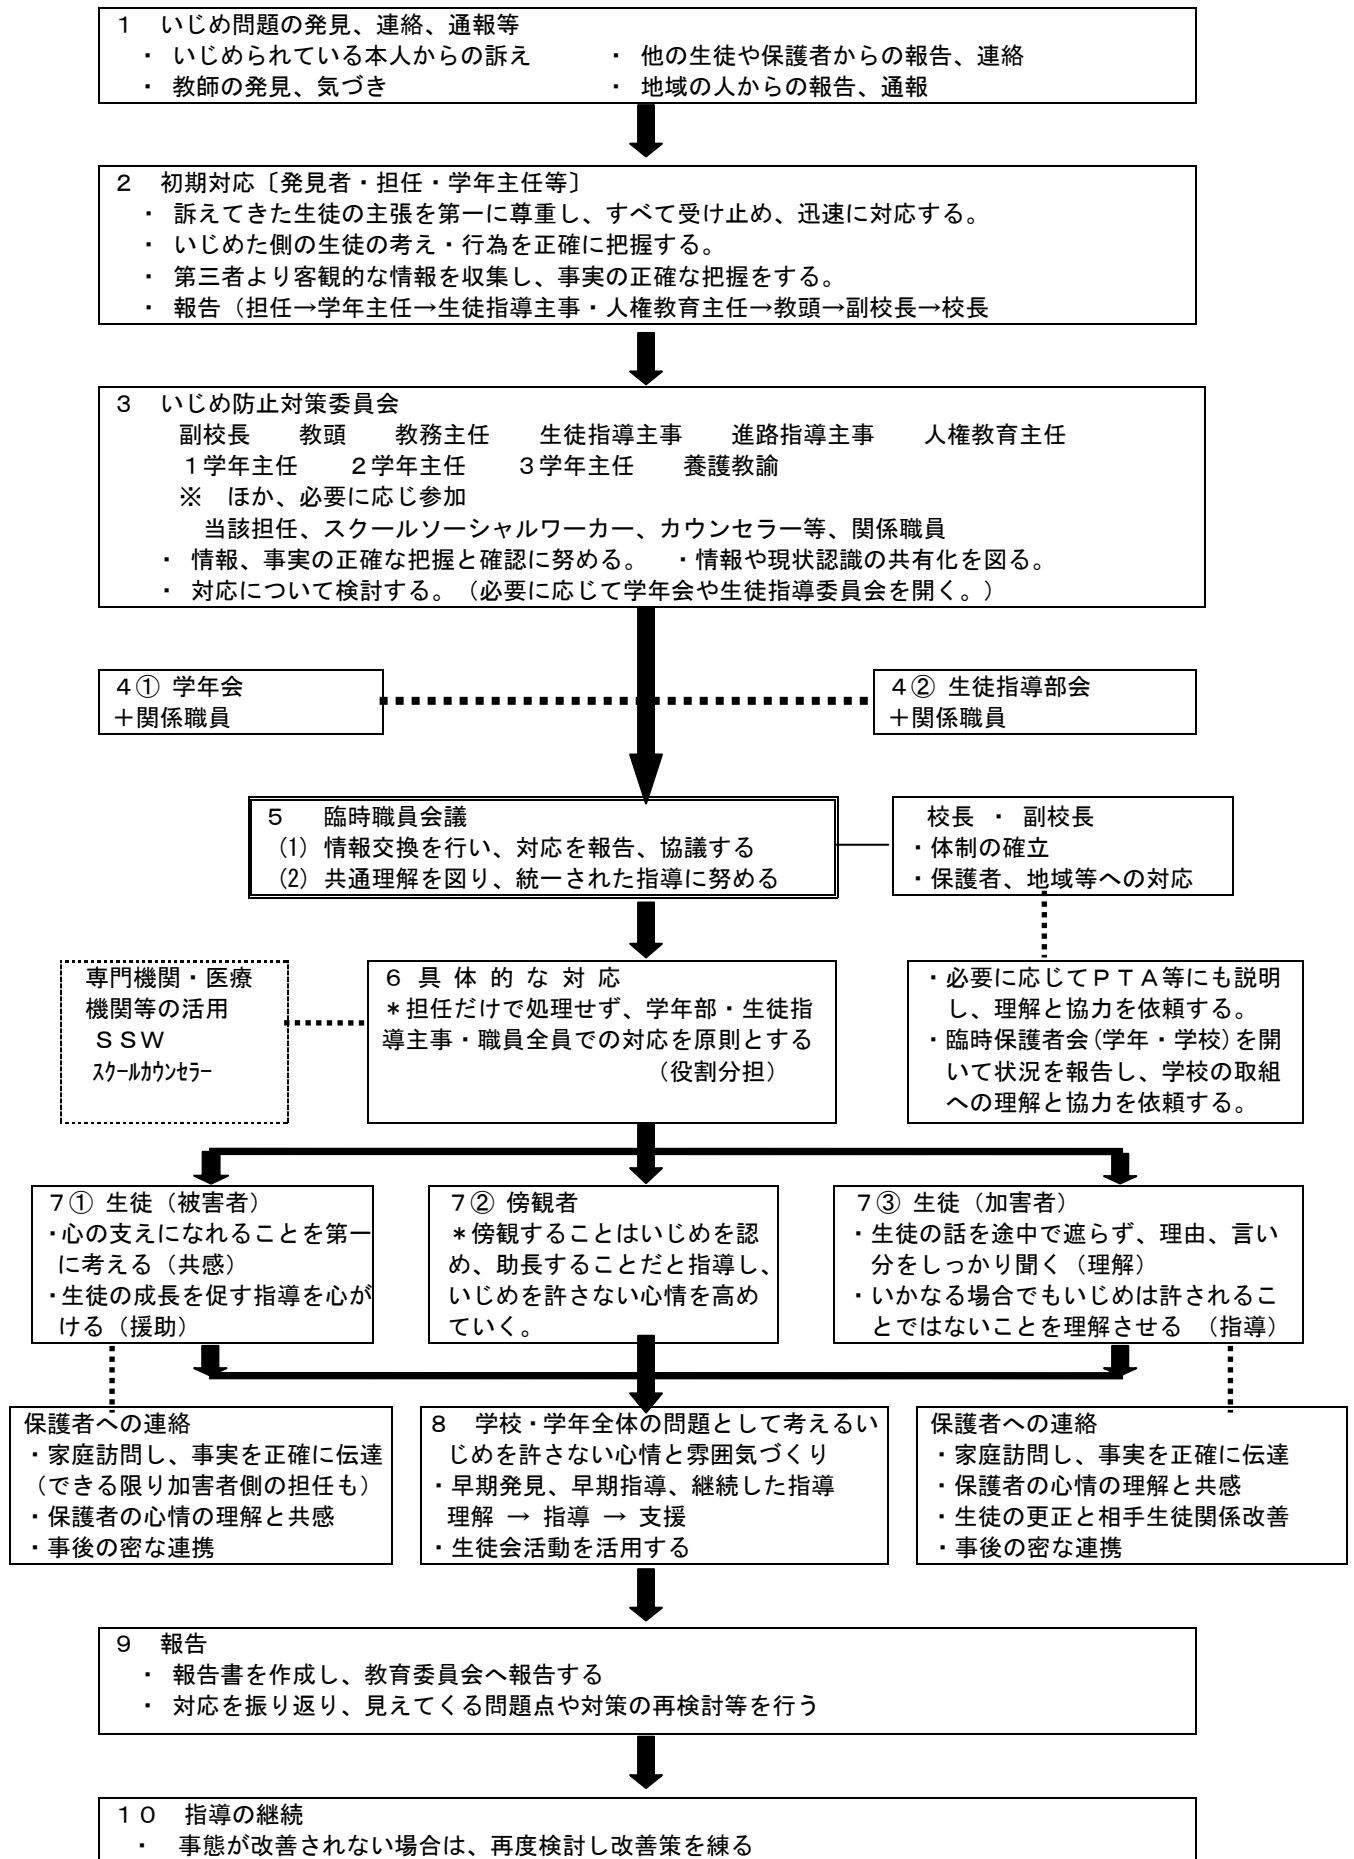 １　いじめ問題の発見、連絡、通報等
・ いじめられている本人からの訴え　　　・ 他の生徒や保護者からの報告、連絡
・ 教師の発見、気づき　　　・ 地域の人からの報告、通報
２　初期対応〔発見者・担任・学年主任等〕
・ 訴えてきた生徒の主張を第一に尊重し、すべて受け止め、迅速に対応する。
・ いじめた側の生徒の考え・行為を正確に把握する。
・ 第三者より客観的な情報を収集し、事実の正確な把握をする。
・ 報告（担任→学年主任→生徒指導主事・人権教育主任→教頭→副校長→校長
３　いじめ防止対策委員会
副校長　　教頭　　教務主任　　生徒指導主事　　進路指導主事　　人権教育主任
１学年主任　　２学年主任　　３学年主任　　養護教諭
※　ほか、必要に応じ参加
当該担任、スクールソーシャルワーカー、カウンセラー等、関係職員
・ 情報、事実の正確な把握と確認に努める。　・情報や現状認識の共有化を図る。
・ 対応について検討する。（必要に応じて学年会や生徒指導委員会を開く。）
４① 学年会
＋関係職員
４② 生徒指導部会
＋関係職員
５　 臨時職員会議
(1) 情報交換を行い、対応を報告、協議する
(2) 共通理解を図り、統一された指導に努める
校長 ・ 副校長
・体制の確立
・保護者、地域等への対応
専門機関・医療
機関等の活用
ＳＳＷ
ｽｸｰﾙｶｳﾝｾﾗｰ
６ 具 体 的 な 対 応
＊担任だけで処理せず、学年部・生徒指
導主事・職員全員での対応を原則とする
（役割分担）
・必要に応じてＰＴＡ等にも説明
し、理解と協力を依頼する。
・臨時保護者会(学年・学校)を開
いて状況を報告し、学校の取組
への理解と協力を依頼する。
７① 生徒（被害者）
・心の支えになれることを第一
に考える（共感）
・生徒の成長を促す指導を心が
ける（援助）
７② 傍観者
＊傍観することはいじめを認
め、助長することだと指導し、
いじめを許さない心情を高め
ていく。
７③ 生徒（加害者）
・生徒の話を途中で遮らず、理由、言い
分をしっかり聞く（理解）
・いかなる場合でもいじめは許されるこ
とではないことを理解させる （指導）
保護者への連絡
・家庭訪問し、事実を正確に伝達
（できる限り加害者側の担任も）
・保護者の心情の理解と共感
・事後の密な連携
８　学校・学年全体の問題として考えるい
じめを許さない心情と雰囲気づくり
・早期発見、早期指導、継続した指導
理解 → 指導 → 支援
・生徒会活動を活用する
保護者への連絡
・家庭訪問し、事実を正確に伝達
・保護者の心情の理解と共感
・生徒の更正と相手生徒関係改善
・事後の密な連携
９　報告
・ 報告書を作成し、教育委員会へ報告する
・ 対応を振り返り、見えてくる問題点や対策の再検討等を行う
１０　指導の継続
・ 事態が改善されない場合は、再度検討し改善策を練る